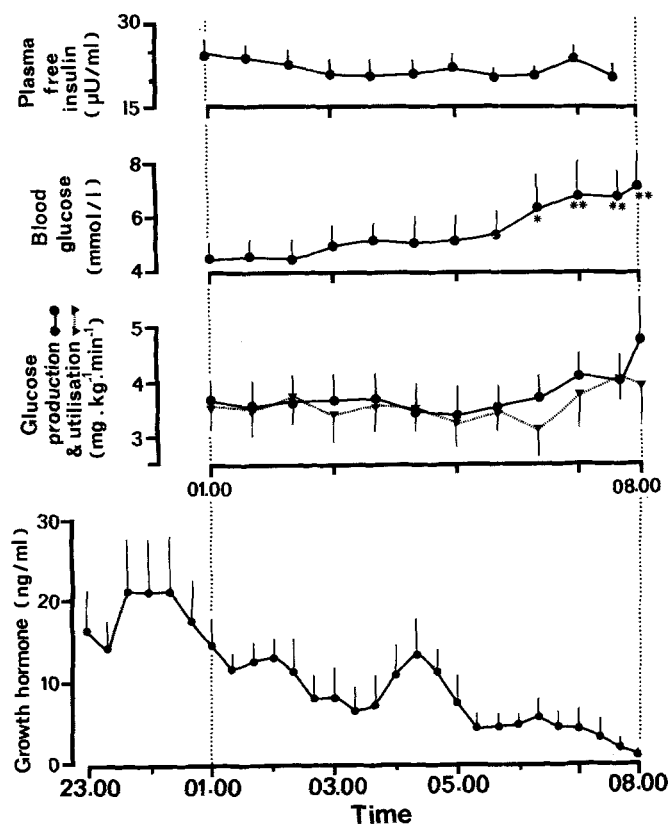 30
15
Plasma
free
insulin
(µU/ml)
8
6
4
Blood
glucose
(mmol/l)
*
**
**
**
5
4
3
Glucose
production
& utilisation
(mg.kg⁻¹min⁻¹)
01.00
08.00
30
20
10
0
Growth hormone (ng/ml)
23.00
01.00
03.00
05.00
08.00
Time